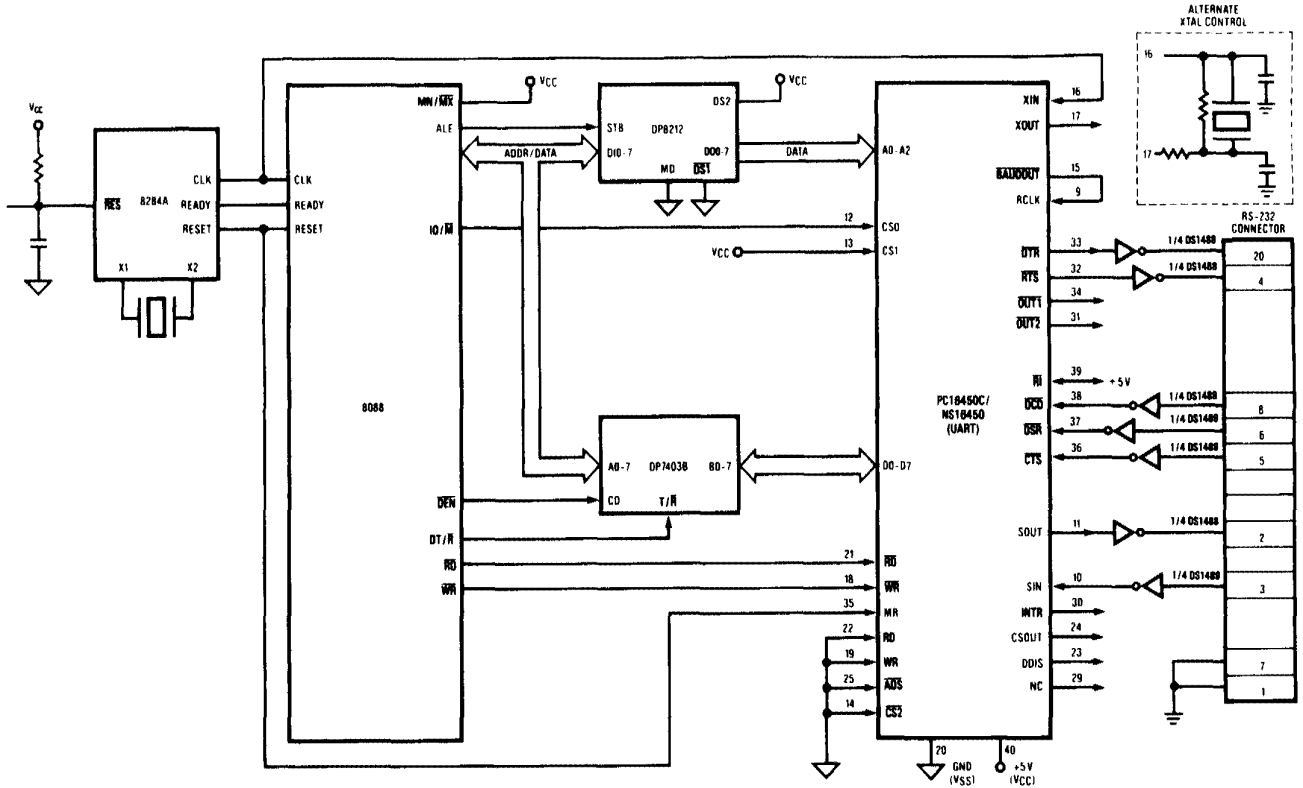 ALTERNATE
XTAL CONTROL
16
17
VCC
RES
8284A
CLK
READY
RESET
X1
X2
CLK
READY
RESET
8088
MN/MX
VCC
ALE
ADDR/DATA
IO/M
DEN
DT/R
RD
WR
STB
DI0-7
DP8212
DS2
VCC
DO0-7
MD
DS1
DATA
A0-7
DP7403B
B0-7
CD
T/R
12
VCC
13
21
18
35
22
19
25
14
A0-A2
CS0
CS1
D0-D7
RD
WR
MR
RD
WR
ADS
CS2
PC16450C/
NS16450
(UART)
XIN
16
XOUT
17
BAUDOUT
15
RCLK
9
DTR
33
1/4 DS1488
RTS
32
1/4 DS1488
OUT1
34
OUT2
31
RI
39
+5V
DCD
38
1/4 DS1489
DSR
37
1/4 DS1489
CTS
36
1/4 DS1489
SOUT
11
1/4 DS1488
SIN
10
1/4 DS1489
INTR
30
CSOUT
24
DDIS
23
NC
29
20
GND
(VSS)
40
+5V
(VCC)
RS-232
CONNECTOR
20
4
8
6
5
2
3
7
1